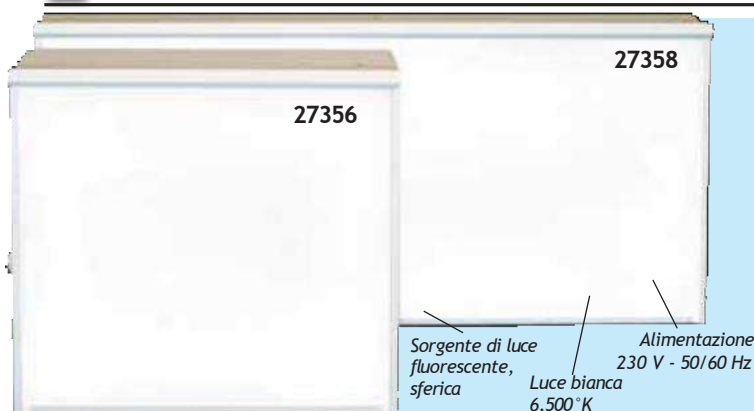 27358
27356
Sorgente di luce
fluorescente,
sferica
Luce bianca
6.500°K
Alimentazione
230 V - 50/60 Hz